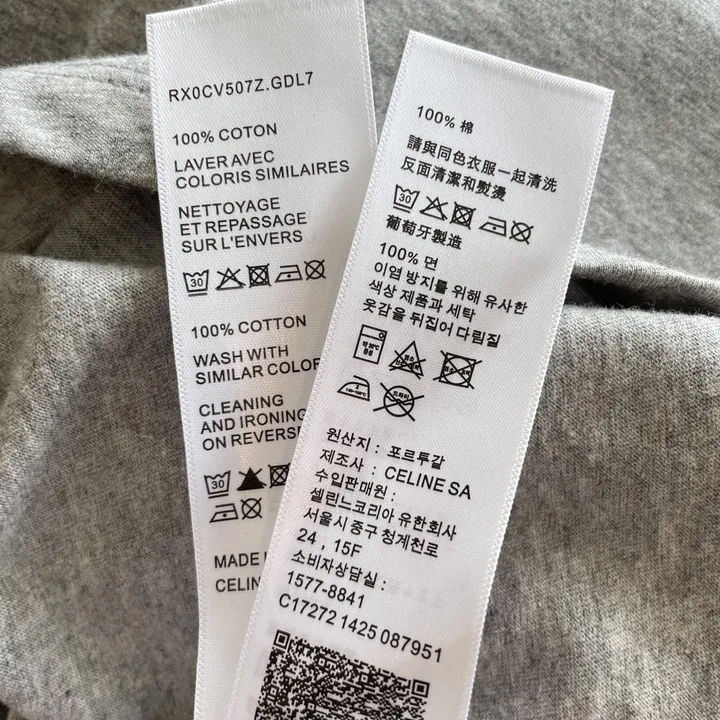 RX0CV507Z.GDL7
100% COTON
LAVER AVEC
COLORIS SIMILAIRES
NETTOYAGE
ET REPASSAGE
SUR L'ENVERS
30
100% COTTON
WASH WITH
SIMILAR COLOR
CLEANING
AND IRONING
ON REVERSE
30
MADE
CELIN
100% 棉
請與同色衣服一起清洗
反面清潔和熨燙
30
葡萄牙製造
100% 면
이염 방지를 위해 유사한
색상 제품과 세탁
옷감을 뒤집어 다림질
원산지 : 포르투갈
제조사 : CELINE SA
수입판매원 :
셀린느코리아 유한회사
서울시 중구 청계천로
24 , 15F
소비자상담실 :
1577-8841
C17272 1425 087951